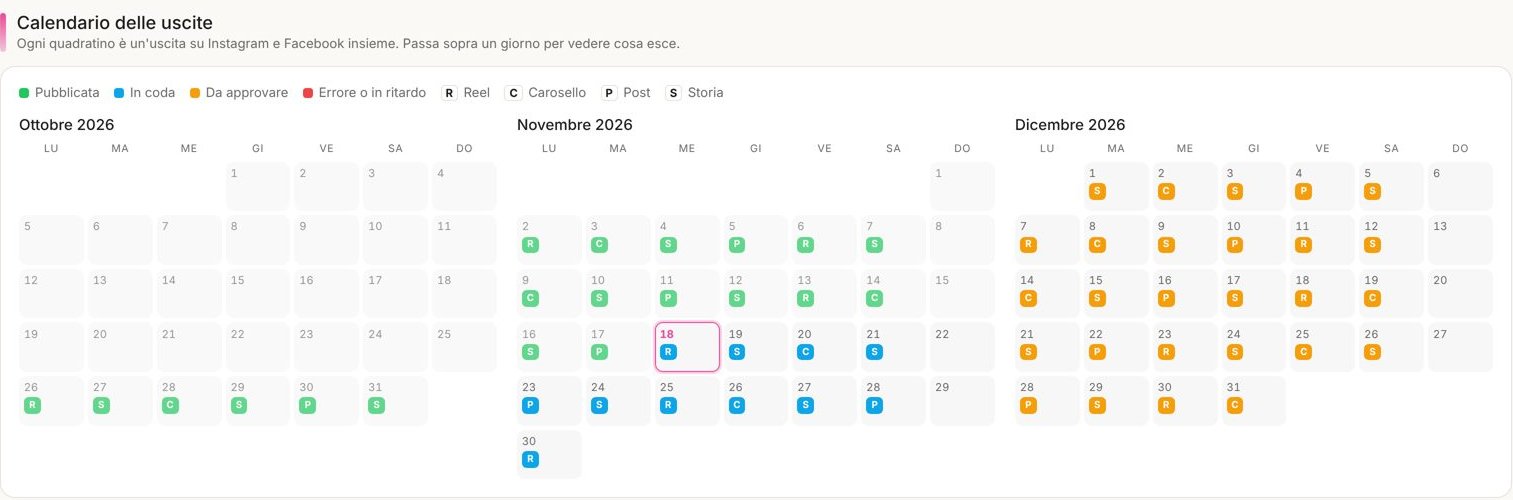 Calendario delle uscite
Ogni quadratino è un'uscita su Instagram e Facebook insieme. Passa sopra un giorno per vedere cosa esce.
Pubblicata In coda Da approvare Errore o in ritardo R Reel C Carosello P Post S Storia
Ottobre 2026
LU MA ME GI VE SA DO
1 2 3 4
5 6 7 8 9 10 11
12 13 14 15 16 17 18
19 20 21 22 23 24 25
26 27 28 29 30 31
R S C S P S
Novembre 2026
LU MA ME GI VE SA DO
1
2 3 4 5 6 7 8
R C S P R S
9 10 11 12 13 14 15
C S P S R C
16 17 18 19 20 21 22
S P R S C S
23 24 25 26 27 28 29
P S R C S P
30
R
Dicembre 2026
LU MA ME GI VE SA DO
1 2 3 4 5 6
S C S P S
7 8 9 10 11 12 13
R C S P R S
14 15 16 17 18 19 20
C S P S R C
21 22 23 24 25 26 27
S P R S C S
28 29 30 31
P S R C